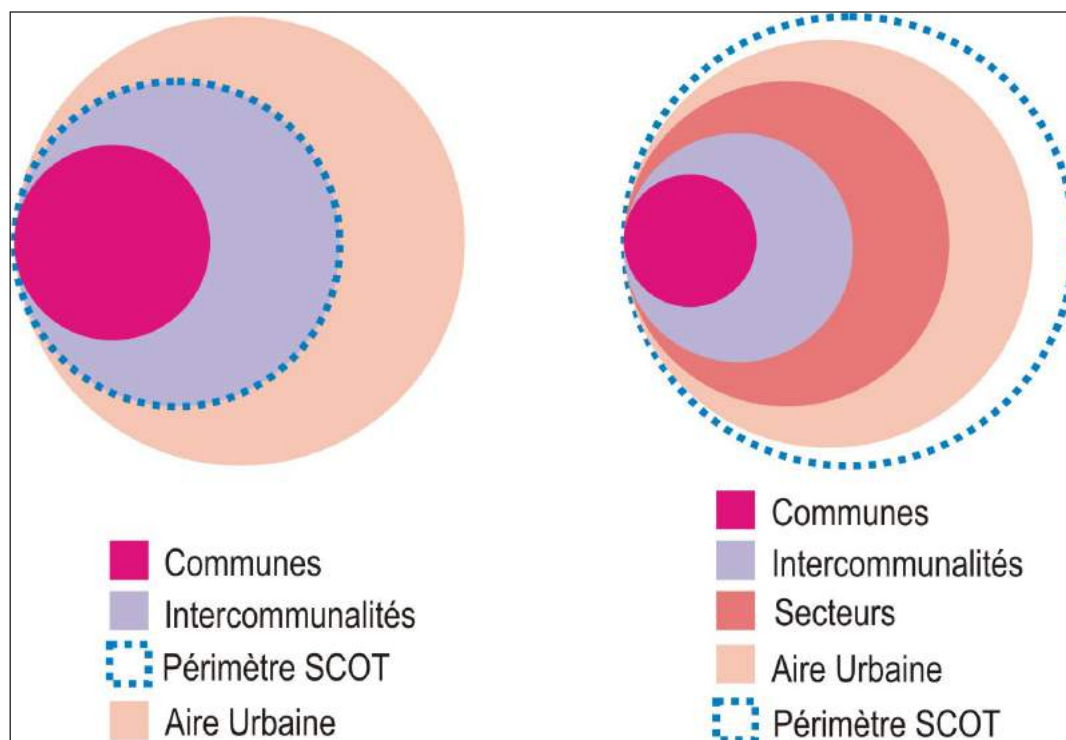 Communes
Intercommunalités
Périmètre SCOT
Aire Urbaine
Communes
Intercommunalités
Secteurs
Aire Urbaine
Périmètre SCOT